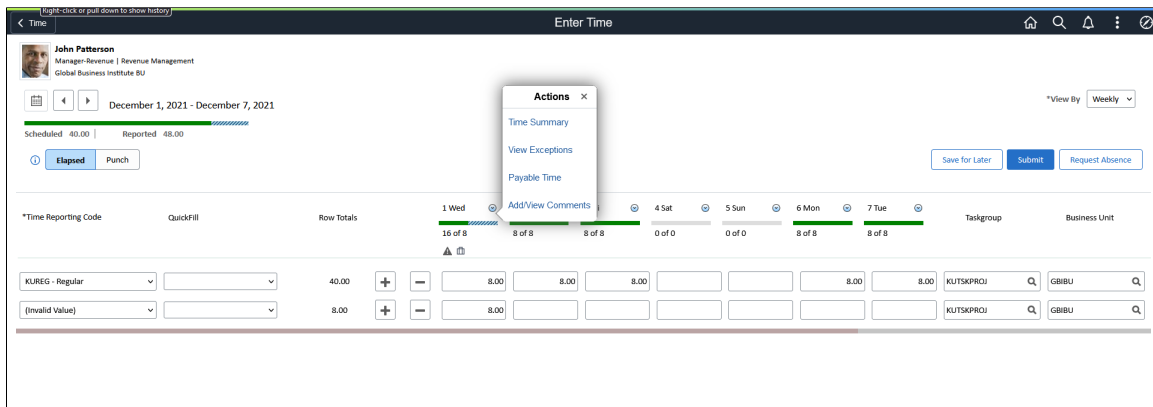 Right-click or pull down to show history
Time
Enter Time
John Patterson
Manager-Revenue | Revenue Management
Global Business Institute BU
December 1, 2021 - December 7, 2021
*View By Weekly
Scheduled 40.00 | Reported 48.00
Elapsed Punch
Save for Later Submit Request Absence
Actions ×
Time Summary
View Exceptions
Payable Time
Add/View Comments
*Time Reporting Code QuickFill Row Totals 1 Wed 4 Sat 5 Sun 6 Mon 7 Tue Taskgroup Business Unit
16 of 8 8 of 8 8 of 8 0 of 0 0 of 0 8 of 8 8 of 8
KUREG - Regular 40.00 + − 8.00 8.00 8.00 8.00 8.00 KUTSKPROJ GBIBU
(Invalid Value) 8.00 + − 8.00 KUTSKPROJ GBIBU